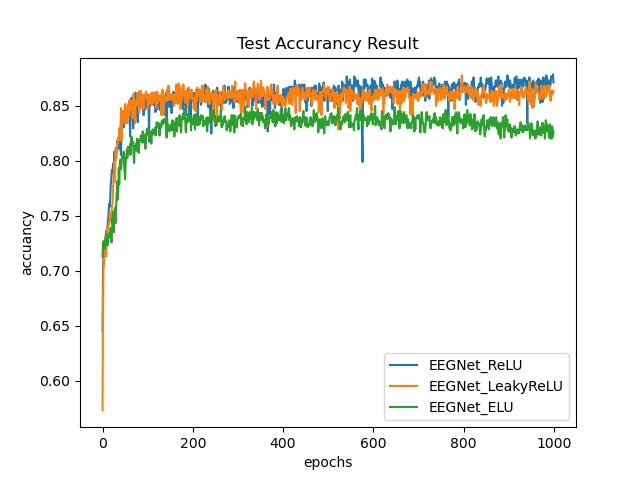 Test Accurancy Result
accuancy
0.85
0.80
0.75
0.70
0.65
0.60
EEGNet_ReLU
EEGNet_LeakyReLU
EEGNet_ELU
0 200 400 600 800 1000
epochs